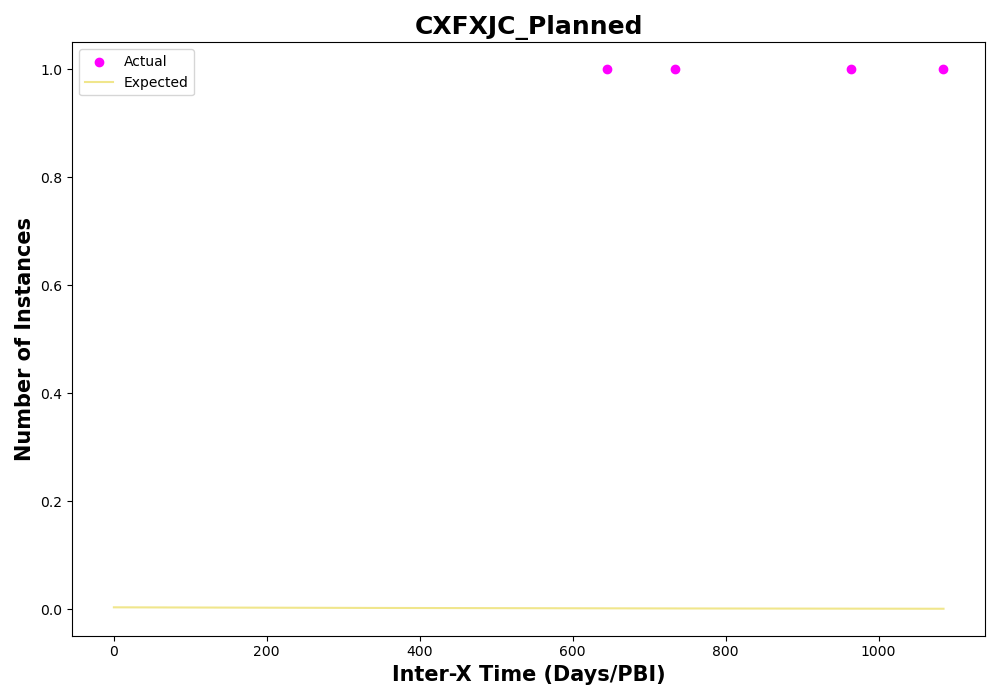 CXFXJC_Planned
Actual
Expected
1.0
0.8
0.6
0.4
0.2
0.0
Number of Instances
0
200
400
600
800
1000
Inter-X Time (Days/PBI)